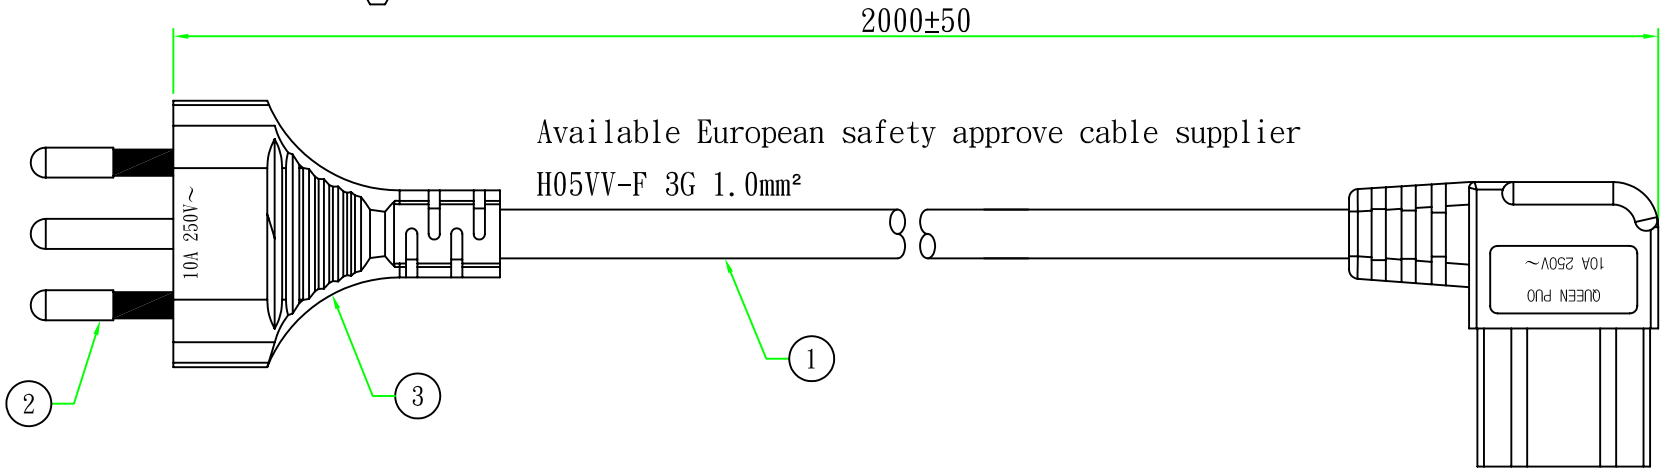 2000±50
Available European safety approve cable supplier
H05VV-F 3G 1.0mm²
10A 250V~
10A 250V~
QUEEN PUO
1
2
3